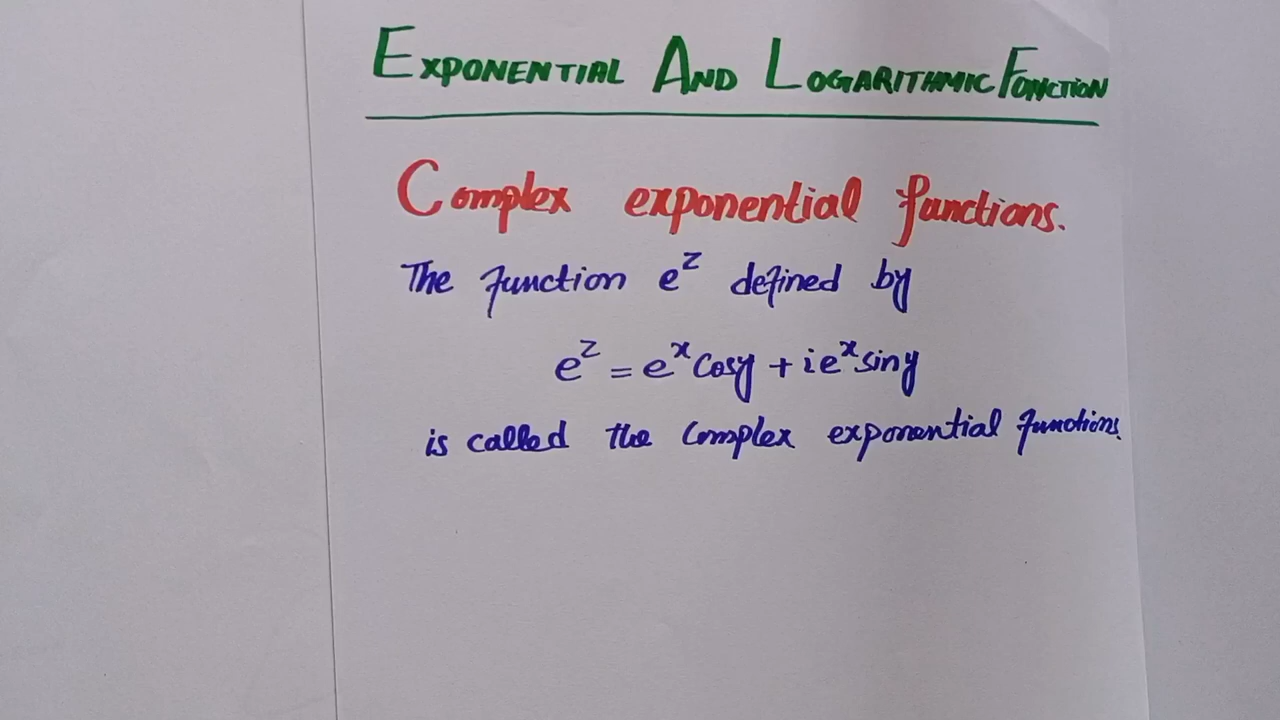 EXPONENTIAL AND LOGARITHMIC FUNCTION
Complex exponential functions.
The function e^z defined by
e^z = e^x cosy + i e^x siny
is called the complex exponential functions.